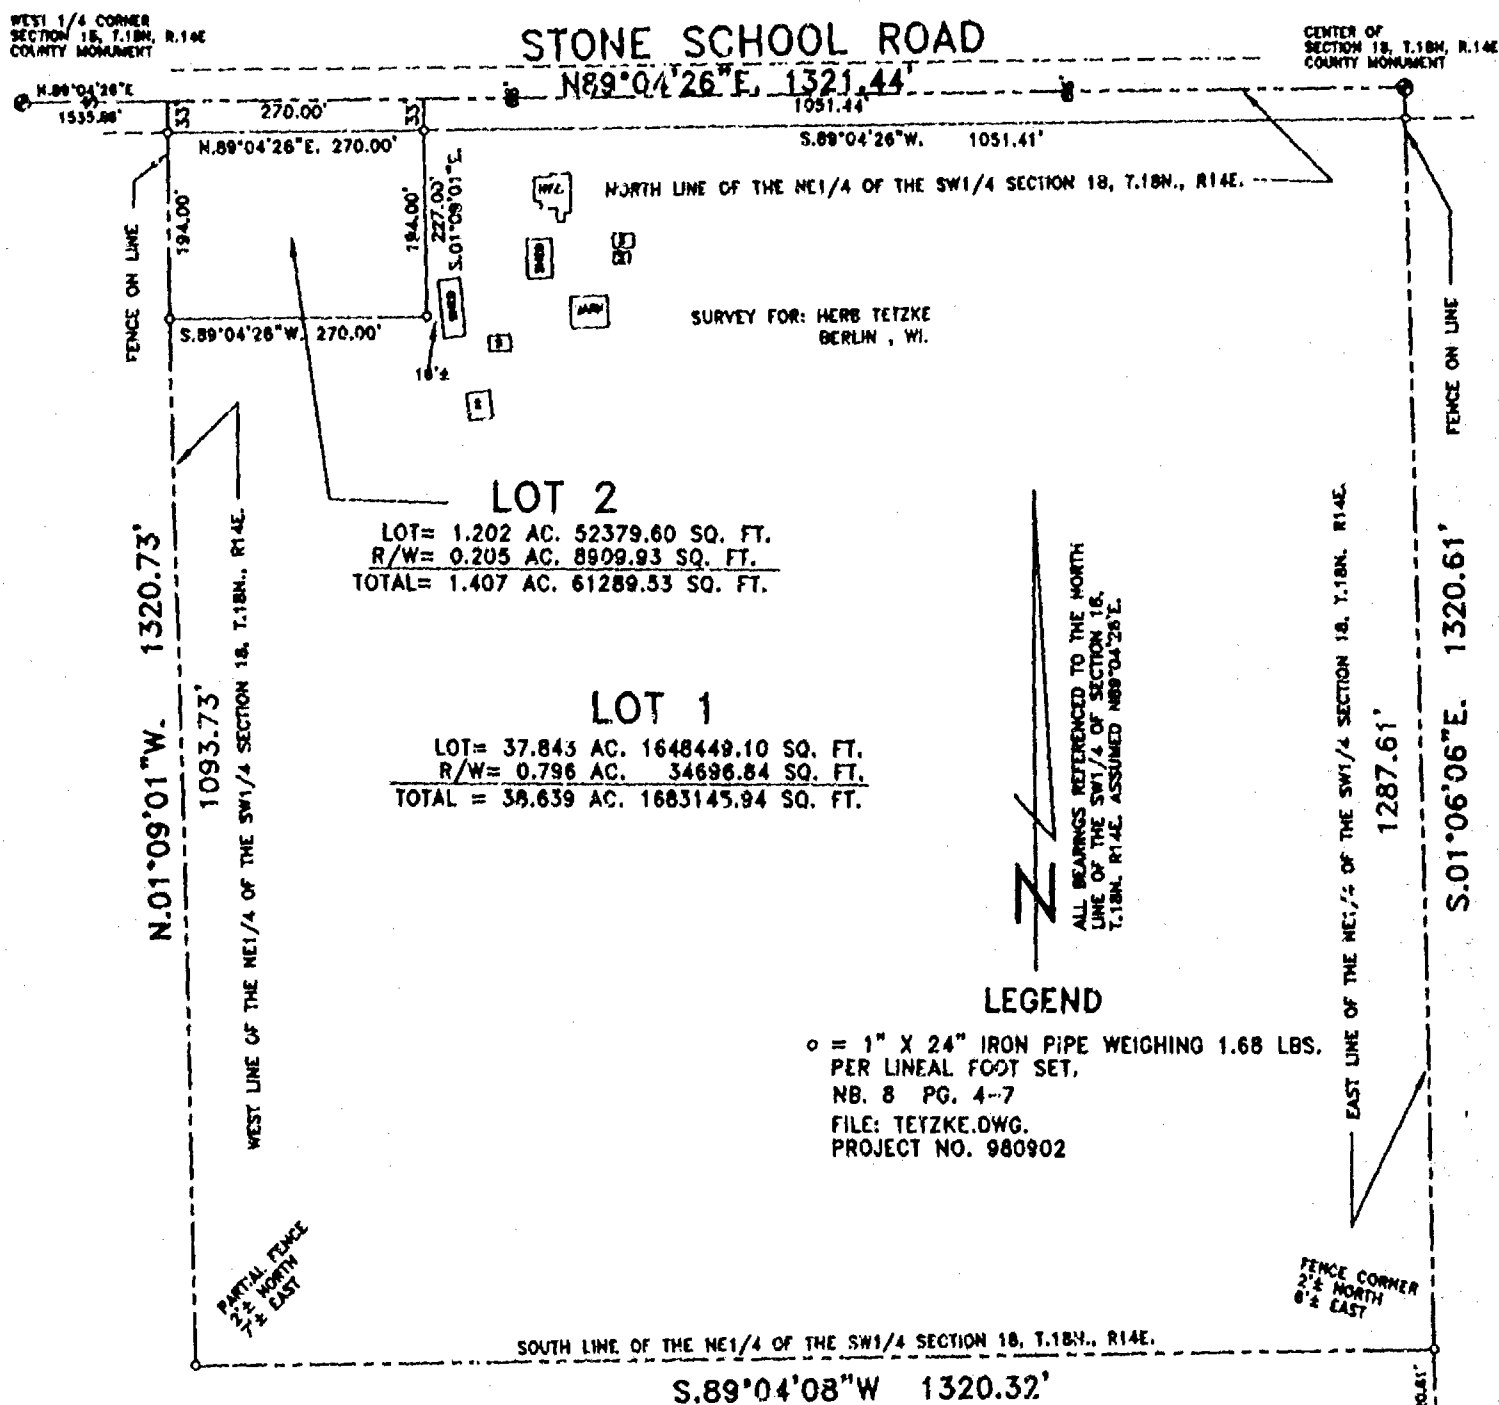 WEST 1/4 CORNER
SECTION 18, T.18N, R.14E
COUNTY MONUMENT
STONE SCHOOL ROAD
CENTER OF
SECTION 18, T.18N, R.14E
COUNTY MONUMENT
N89°04'26"E, 1321.44'
N.89°04'26"E
1051.44'
270.00'
33'
33'
N.89°04'26"E. 270.00'
S.89°04'26"W. 1051.41'
NORTH LINE OF THE NE1/4 OF THE SW1/4 SECTION 18, T.18N., R14E.
FENCE ON LINE
194.00'
194.00'
227.00'
S.01°09'01"E.
SHED
SHED
SURVEY FOR: HERB TETZKE
BERLIN , WI.
S.89°04'26"W. 270.00'
FENCE ON LINE
LOT 2
LOT= 1.202 AC. 52379.60 SQ. FT.
R/W= 0.205 AC. 8909.93 SQ. FT.
TOTAL= 1.407 AC. 61289.53 SQ. FT.
N.01°09'01"W. 1320.73'
1093.73'
WEST LINE OF THE NE1/4 OF THE SW1/4 SECTION 18, T.18N., R14E.
LOT 1
LOT= 37.843 AC. 1648449.10 SQ. FT.
R/W= 0.796 AC. 34696.84 SQ. FT.
TOTAL = 38.639 AC. 1683145.94 SQ. FT.
N
ALL BEARINGS REFERENCED TO THE NORTH
LINE OF THE SW1/4 OF SECTION 18,
T.18N. R14E. ASSUMED N89°04'26"E.
EAST LINE OF THE NE1/4 OF THE SW1/4 SECTION 18, T.18N. R14E.
1287.61'
S.01°06'06"E. 1320.61'
LEGEND
o = 1" X 24" IRON PIPE WEIGHING 1.68 LBS.
PER LINEAL FOOT SET.
NB. 8 PG. 4-7
FILE: TETZKE.DWG.
PROJECT NO. 980902
PARTIAL FENCE
2'± NORTH
7'± EAST
FENCE CORNER
2'± NORTH
6'± EAST
SOUTH LINE OF THE NE1/4 OF THE SW1/4 SECTION 18, T.18N., R14E.
S.89°04'08"W 1320.32'